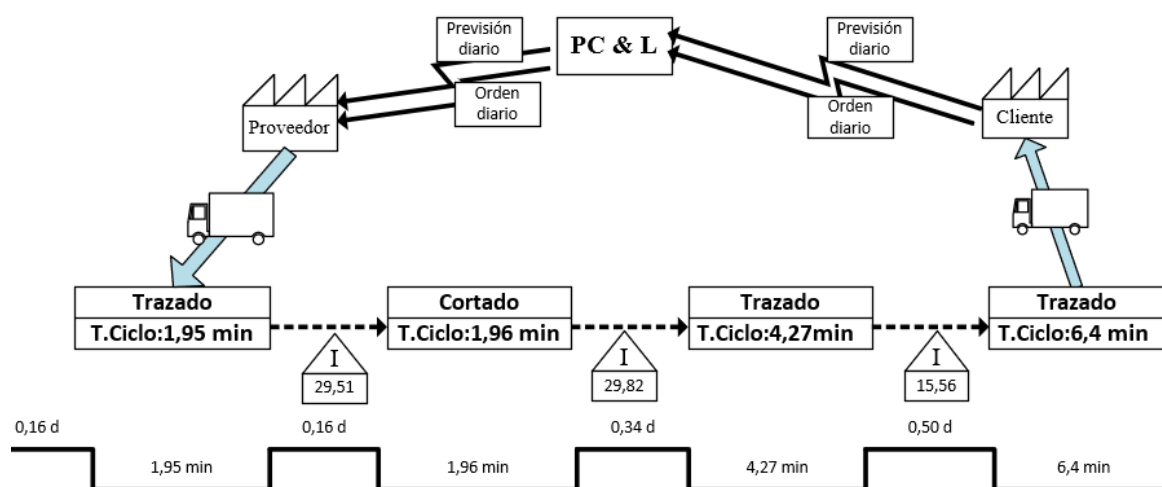 Previsión
diario
PC & L
Previsión
diario
Orden
diario
Orden
diario
Proveedor
Cliente
Trazado
T.Ciclo:1,95 min
Cortado
T.Ciclo:1,96 min
Trazado
T.Ciclo:4,27min
Trazado
T.Ciclo:6,4 min
I
29,51
I
29,82
I
15,56
0,16 d
0,16 d
0,34 d
0,50 d
1,95 min
1,96 min
4,27 min
6,4 min